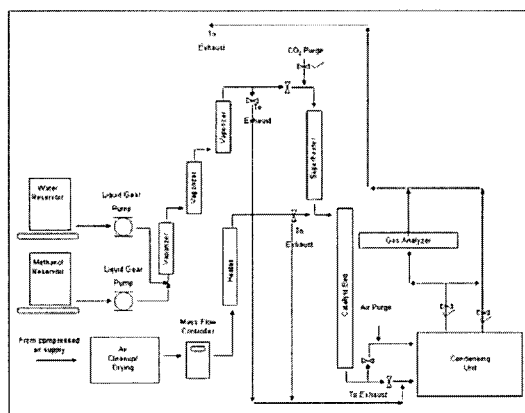 To
Exhaust
CO2 Purge
To
Exhaust
Vaporizer
Vaporizer
Vaporizer
Superheater
Water
Reservoir
Liquid Gear
Pump
Methanol
Reservoir
Liquid Gear
Pump
Heater
To
Exhaust
Catalyst Bed
Gas Analyzer
Air Purge
Mass Flow
Controller
From compressed
air supply
Air
Cleanup/
Drying
Condensing
Unit
To Exhaust